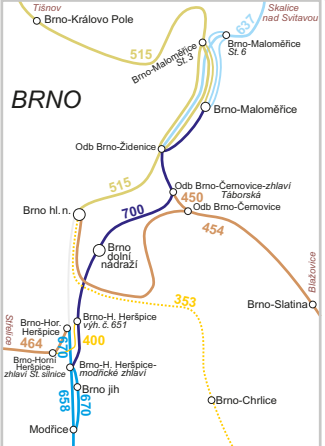 Tišnov
Skalice
nad Svitavou
Brno-Královo Pole
637
Brno-Maloměřice
St. 6
515
Brno-Maloměřice
St. 3
BRNO
Brno-Maloměřice
Odb Brno-Židenice
515
Odb Brno-Černovice-zhlaví
Táborská
450
Odb Brno-Černovice
Brno hl. n.
700
454
Brno
dolní
nádraží
Blažovice
353
Brno-Slatina
Střelice
Brno-Hor.
Heršpice
Brno-H. Heršpice
výh. č. 651
670
400
464
Brno-Horní
Heršpice-
zhlaví St. silnice
Brno-H. Heršpice-
modřické zhlaví
Brno jih
658
670
Brno-Chrlice
Modřice